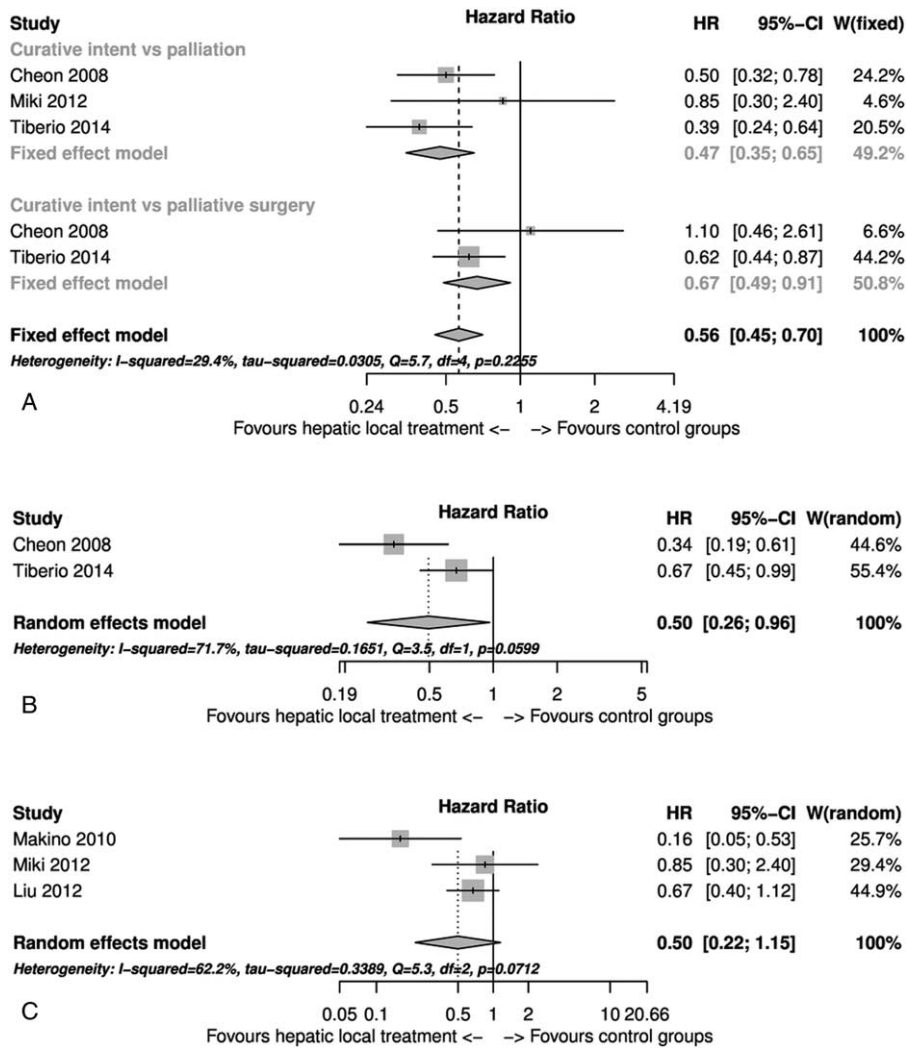 Study Hazard Ratio HR 95%−CI W(fixed)
Curative intent vs palliation
Cheon 2008 0.50 [0.32; 0.78] 24.2%
Miki 2012 0.85 [0.30; 2.40] 4.6%
Tiberio 2014 0.39 [0.24; 0.64] 20.5%
Fixed effect model 0.47 [0.35; 0.65] 49.2%
Curative intent vs palliative surgery
Cheon 2008 1.10 [0.46; 2.61] 6.6%
Tiberio 2014 0.62 [0.44; 0.87] 44.2%
Fixed effect model 0.67 [0.49; 0.91] 50.8%
Fixed effect model 0.56 [0.45; 0.70] 100%
Heterogeneity: I−squared=29.4%, tau−squared=0.0305, Q=5.7, df=4, p=0.2255
A
0.24 0.5 1 2 4.19
Fovours hepatic local treatment <− −> Fovours control groups
Study Hazard Ratio HR 95%−CI W(random)
Cheon 2008 0.34 [0.19; 0.61] 44.6%
Tiberio 2014 0.67 [0.45; 0.99] 55.4%
Random effects model 0.50 [0.26; 0.96] 100%
Heterogeneity: I−squared=71.7%, tau−squared=0.1651, Q=3.5, df=1, p=0.0599
B
0.19 0.5 1 2 5
Fovours hepatic local treatment <− −> Fovours control groups
Study Hazard Ratio HR 95%−CI W(random)
Makino 2010 0.16 [0.05; 0.53] 25.7%
Miki 2012 0.85 [0.30; 2.40] 29.4%
Liu 2012 0.67 [0.40; 1.12] 44.9%
Random effects model 0.50 [0.22; 1.15] 100%
Heterogeneity: I−squared=62.2%, tau−squared=0.3389, Q=5.3, df=2, p=0.0712
C
0.05 0.1 0.5 1 2 10 20.66
Fovours hepatic local treatment <− −> Fovours control groups